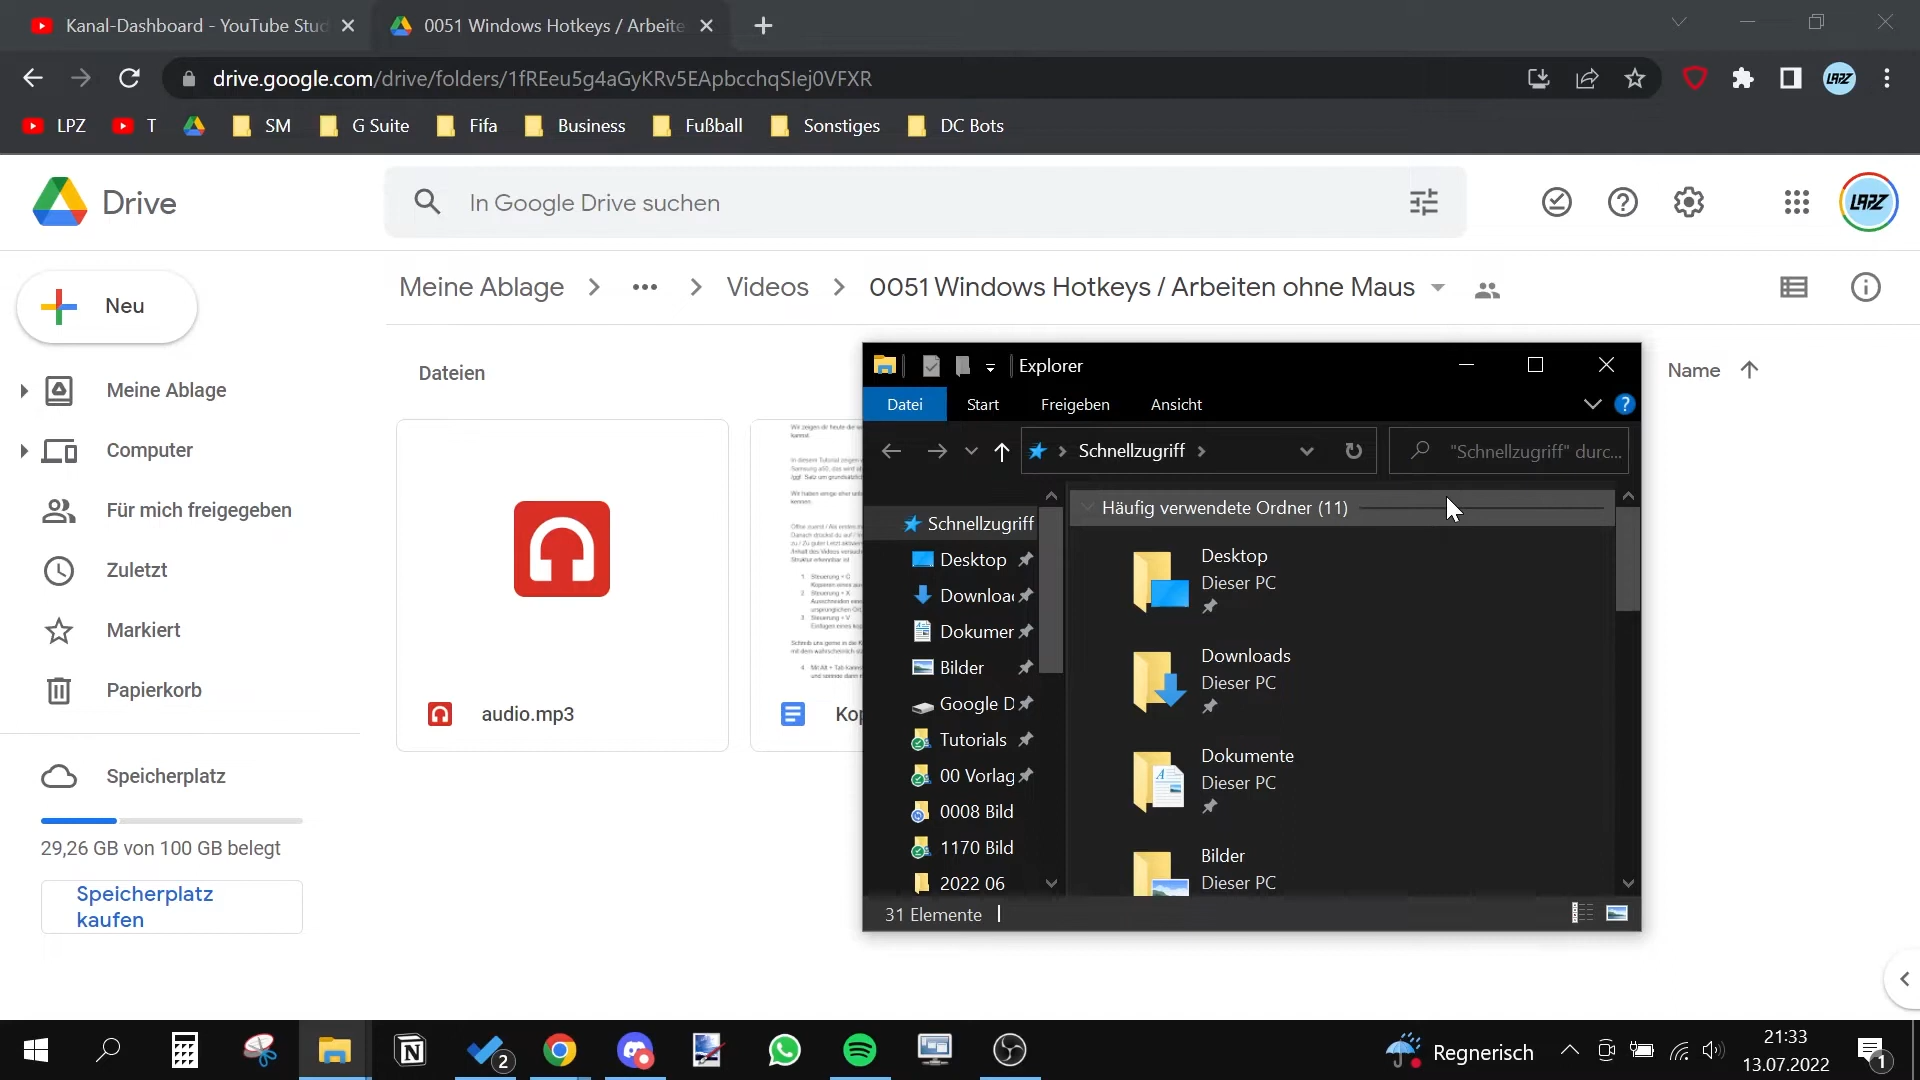 Kanal-Dashboard - YouTube Stud
0051 Windows Hotkeys / Arbeite
drive.google.com/drive/folders/1fREeu5g4aGyKRv5EApbcchqSIej0VFXR
LPZ
T
SM
G Suite
Fifa
Business
Fußball
Sonstiges
DC Bots
LPZ
Drive
In Google Drive suchen
LPZ
Neu
Meine Ablage
Videos
0051 Windows Hotkeys / Arbeiten ohne Maus
Meine Ablage
Computer
Für mich freigegeben
Zuletzt
Markiert
Papierkorb
Speicherplatz
29,26 GB von 100 GB belegt
Speicherplatz
kaufen
Dateien
Name
audio.mp3
Kop
Explorer
Datei
Start
Freigeben
Ansicht
Schnellzugriff
"Schnellzugriff" durc...
Schnellzugriff
Desktop
Downloa
Dokumer
Bilder
Google D
Tutorials
00 Vorlag
0008 Bild
1170 Bild
2022 06
Häufig verwendete Ordner (11)
Desktop
Dieser PC
Downloads
Dieser PC
Dokumente
Dieser PC
Bilder
Dieser PC
31 Elemente
2
Regnerisch
21:33
13.07.2022
1